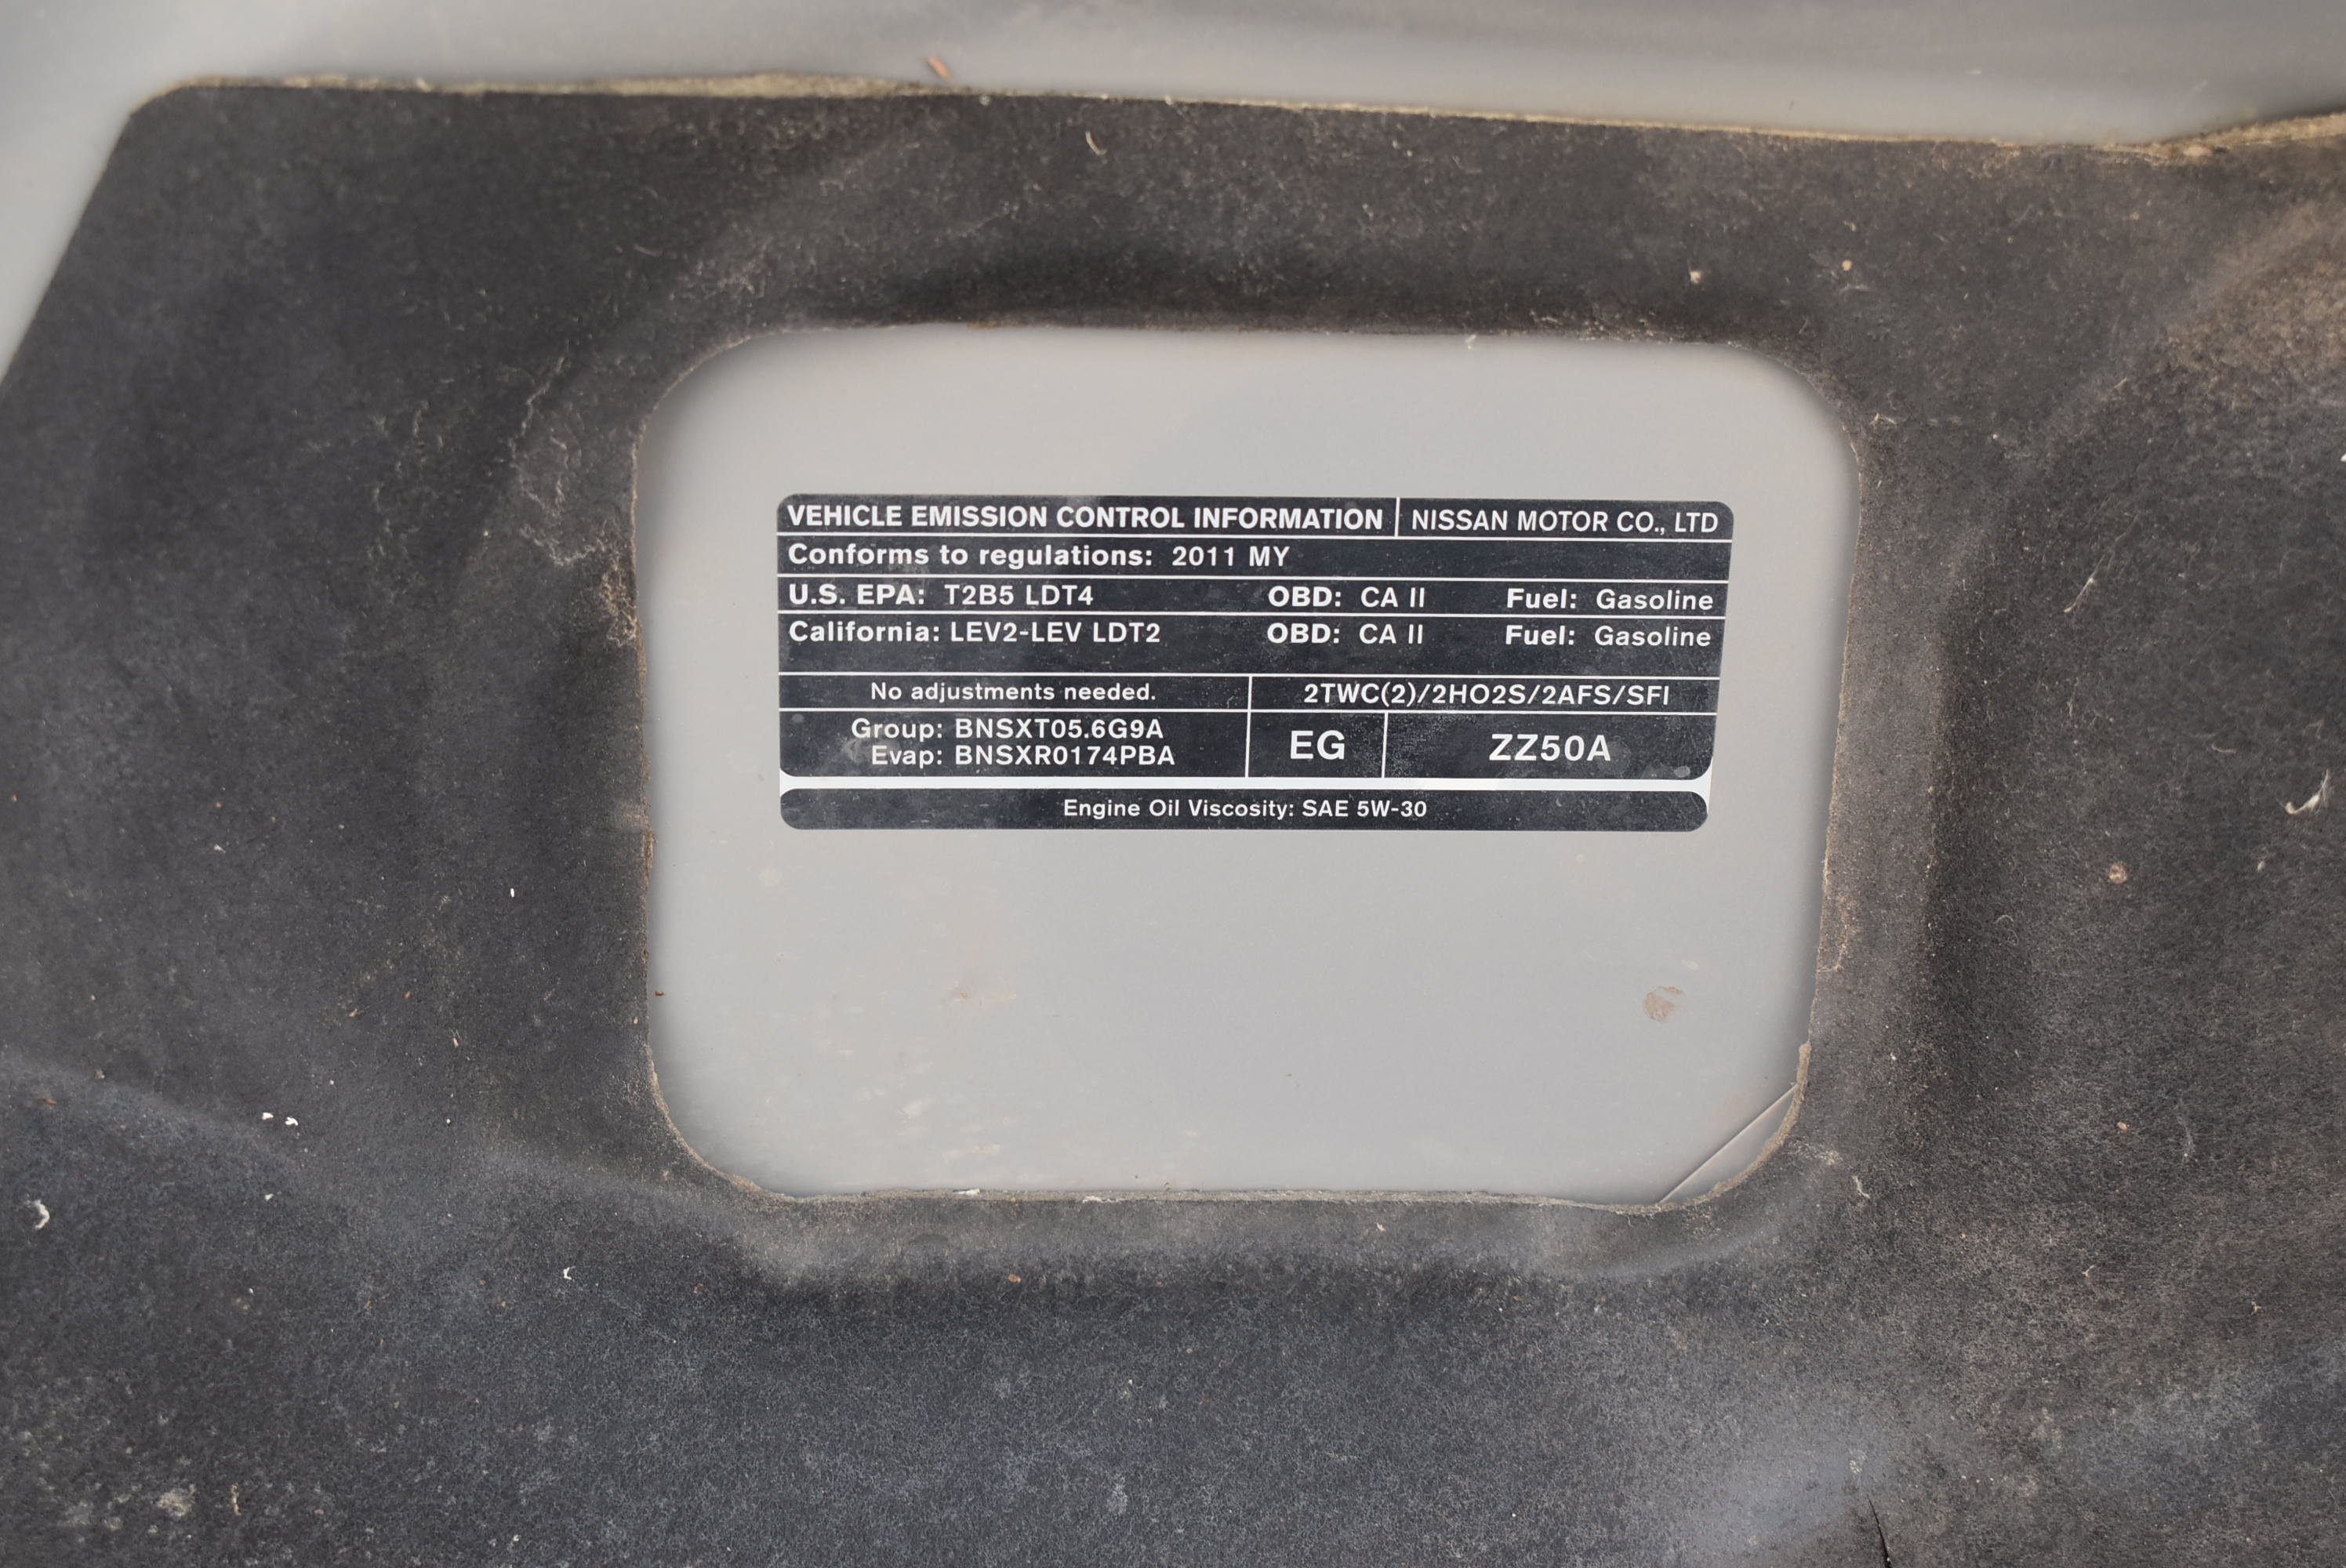 VEHICLE EMISSION CONTROL INFORMATION NISSAN MOTOR CO., LTD
Conforms to regulations: 2011 MY
U.S. EPA: T2B5 LDT4 OBD: CA II Fuel: Gasoline
California: LEV2-LEV LDT2 OBD: CA II Fuel: Gasoline
No adjustments needed. 2TWC(2)/2HO2S/2AFS/SFI
Group: BNSXT05.6G9A
Evap: BNSXR0174PBA
EG ZZ50A
Engine Oil Viscosity: SAE 5W-30